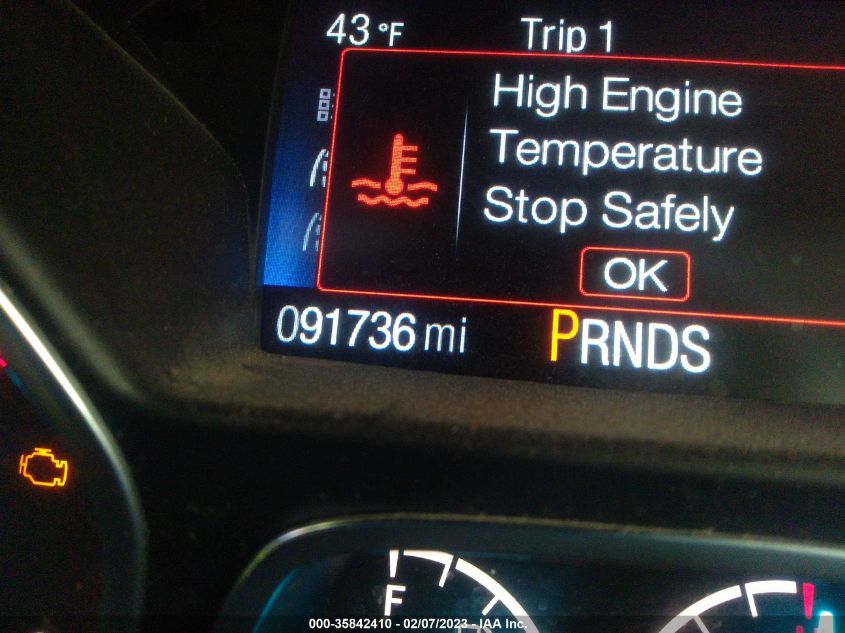 43 °F Trip 1
High Engine
Temperature
Stop Safely
OK
091736 mi PRNDS
F
000-35842410 - 02/07/2023 - IAA Inc.